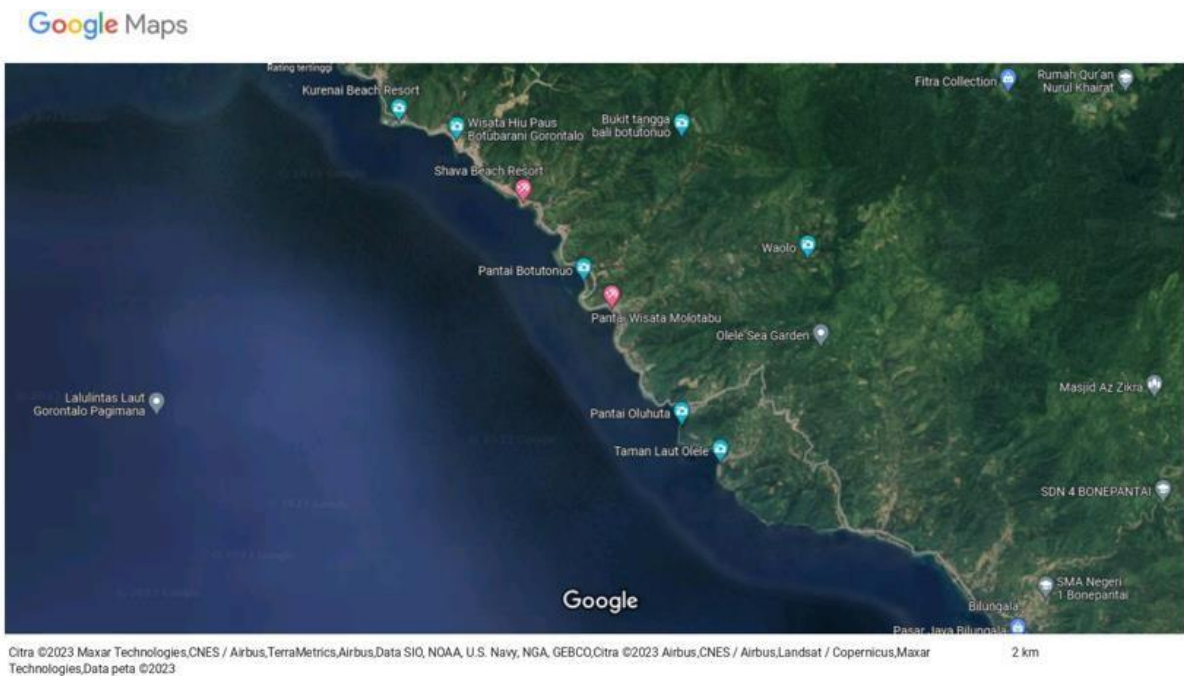 Google Maps
Rating tertinggi
Kurenai Beach Resort
Wisata Hiu Paus
Botubarani Gorontalo
Bukit tangga
bali botutonuo
Fitra Collection
Rumah Qur'an
Nurul Khairat
Shava Beach Resort
Waolo
Pantai Botutonuo
Pantai Wisata Molotabu
Olele Sea Garden
Lalulintas Laut
Gorontalo Pagimana
Masjid Az Zikra
Pantai Oluhuta
Taman Laut Olele
SDN 4 BONEPANTAI
SMA Negeri
1 Bonepantai
Google
Bilungala
Pasar Jaya Bilungala
Citra ©2023 Maxar Technologies,CNES / Airbus,TerraMetrics,Airbus,Data SIO, NOAA, U.S. Navy, NGA, GEBCO,Citra ©2023 Airbus,CNES / Airbus,Landsat / Copernicus,Maxar
Technologies,Data peta ©2023
2 km